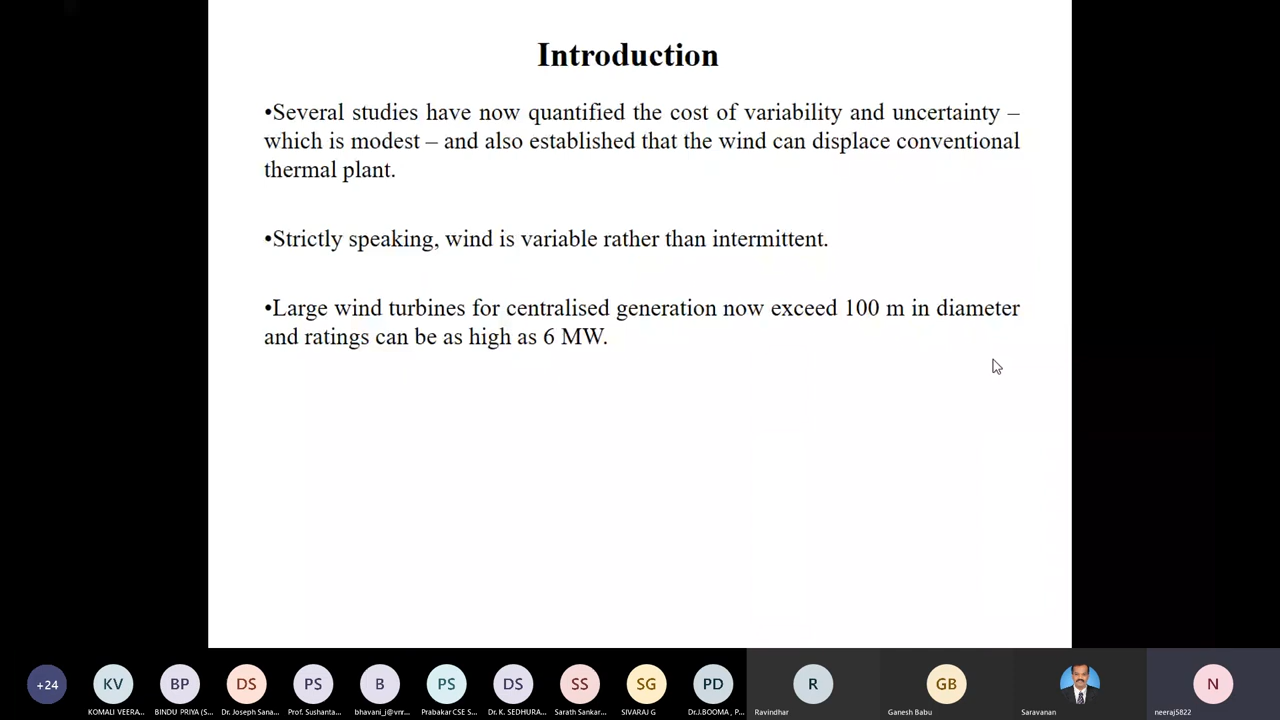 Introduction
•Several studies have now quantified the cost of variability and uncertainty –
which is modest – and also established that the wind can displace conventional
thermal plant.
•Strictly speaking, wind is variable rather than intermittent.
•Large wind turbines for centralised generation now exceed 100 m in diameter
and ratings can be as high as 6 MW.
+24 KV BP DS PS B PS DS SS SG PD R GB N
KOMALI VEERA... BINDU PRIYA (S... Dr. Joseph Sana... Prof. Sushanta... bhavani_j@vnr... Prabakar CSE S... Dr. K. SEDHURA... Sarath Sankar... SIVARAJ G Dr.J.BOOMA , P... Ravindhar Ganesh Babu Saravanan neeraj5822